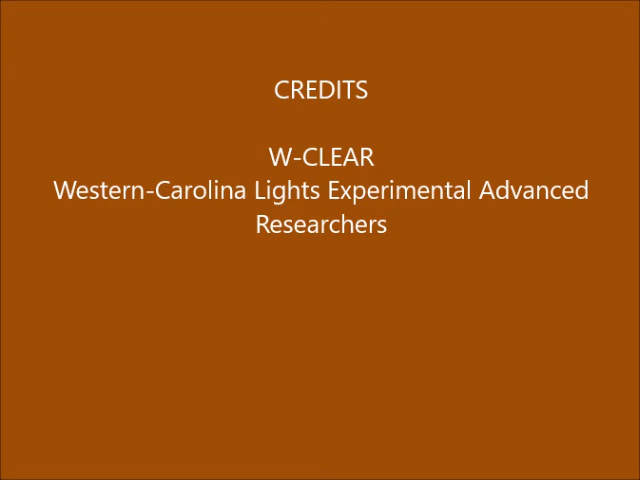 CREDITS
W-CLEAR
Western-Carolina Lights Experimental Advanced
Researchers